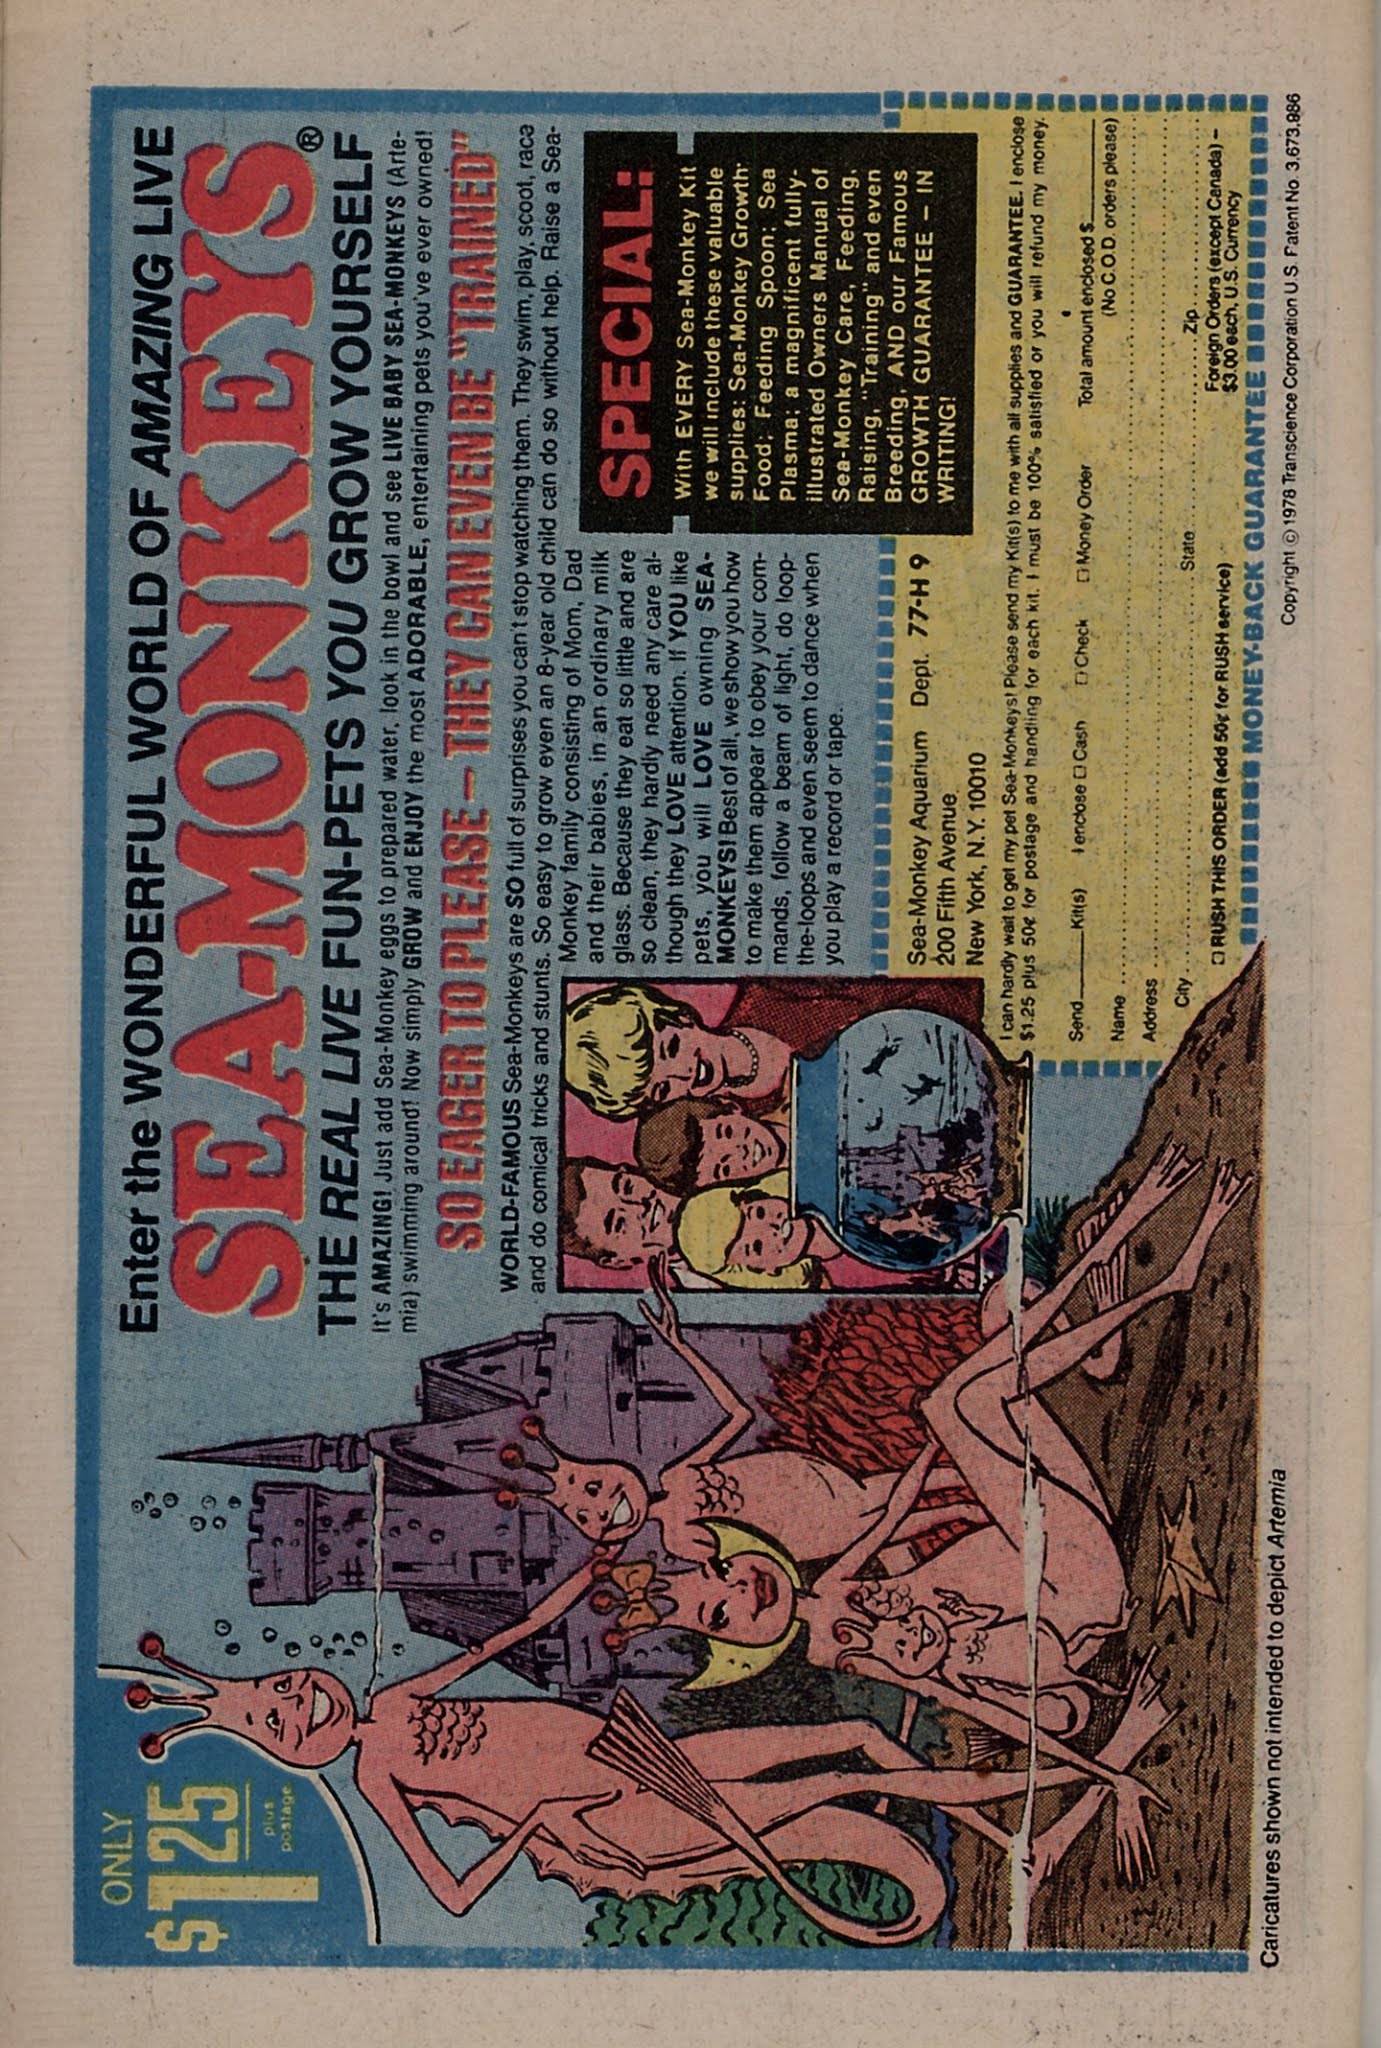 ONLY
$1.25
plus
postage
Enter the WONDERFUL WORLD OF AMAZING LIVE
SEA-MONKEYS®
THE REAL LIVE FUN-PETS YOU GROW YOURSELF
It's AMAZING! Just add Sea-Monkey eggs to prepared water, look in the bowl and see LIVE BABY SEA-MONKEYS (Arte-
mia) swimming around! Now simply GROW and ENJOY the most ADORABLE, entertaining pets you've ever owned!
SO EAGER TO PLEASE – THEY CAN EVEN BE "TRAINED"
WORLD-FAMOUS Sea-Monkeys are SO full of surprises you can't stop watching them. They swim, play, scoot, race
and do comical tricks and stunts. So easy to grow even an 8-year old child can do so without help. Raise a Sea-
Monkey family consisting of Mom, Dad
and their babies, in an ordinary milk
glass. Because they eat so little and are
so clean, they hardly need any care al-
though they LOVE attention. If YOU like
pets, you will LOVE owning SEA-
MONKEYS! Best of all, we show you how
to make them appear to obey your com-
mands, follow a beam of light, do loop-
the-loops and even seem to dance when
you play a record or tape.
SPECIAL:
With EVERY Sea-Monkey Kit
we will include these valuable
supplies: Sea-Monkey Growth
Food; Feeding Spoon; Sea
Plasma; a magnificent fully-
illustrated Owners Manual of
Sea-Monkey Care, Feeding,
Raising, "Training" and even
Breeding, AND our Famous
GROWTH GUARANTEE – IN
WRITING!
Sea-Monkey Aquarium Dept. 77-H 9
200 Fifth Avenue
New York, N.Y. 10010
I can hardly wait to get my pet Sea-Monkeys! Please send my Kit(s) to me with all supplies and GUARANTEE. I enclose
$1.25 plus 50¢ for postage and handling for each kit. I must be 100% satisfied or you will refund my money.
Send____Kit(s) I enclose □ Cash □ Check □ Money Order Total amount enclosed $______
(No C.O.D. orders please)
Name
Address
City State Zip
□ RUSH THIS ORDER (add 50¢ for RUSH service)
Foreign Orders (except Canada) –
$3.00 each, U.S. Currency
MONEY-BACK GUARANTEE
Caricatures shown not intended to depict Artemia
Copyright © 1978 Transcience Corporation U.S. Patent No. 3,673,986